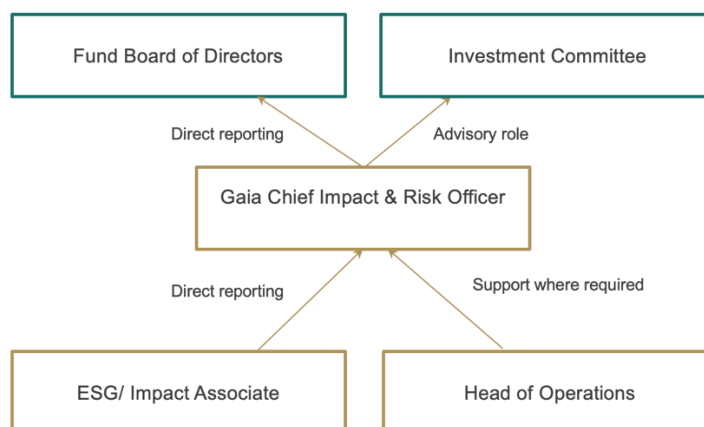 Fund Board of Directors
Investment Committee
Direct reporting
Advisory role
Gaia Chief Impact & Risk Officer
Direct reporting
Support where required
ESG/ Impact Associate
Head of Operations